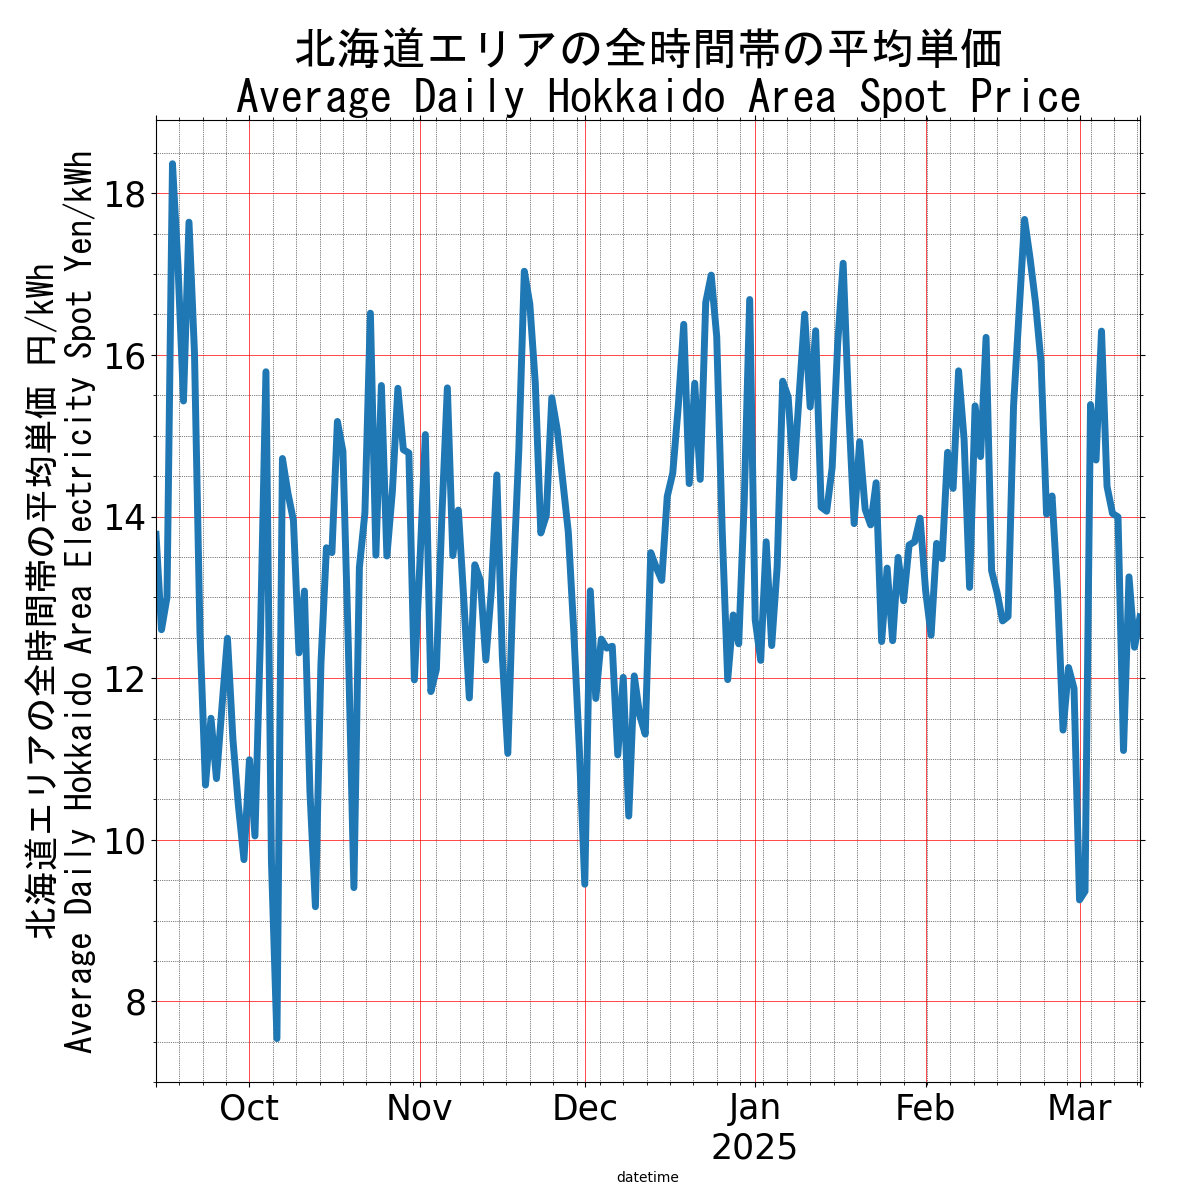 北海道エリアの全時間帯の平均単価
Average Daily Hokkaido Area Spot Price
北海道エリアの全時間帯の平均単価 円/kWh
Average Daily Hokkaido Area Electricity Spot Yen/kWh
18
16
14
12
10
8
Oct
Nov
Dec
Jan
2025
Feb
Mar
datetime